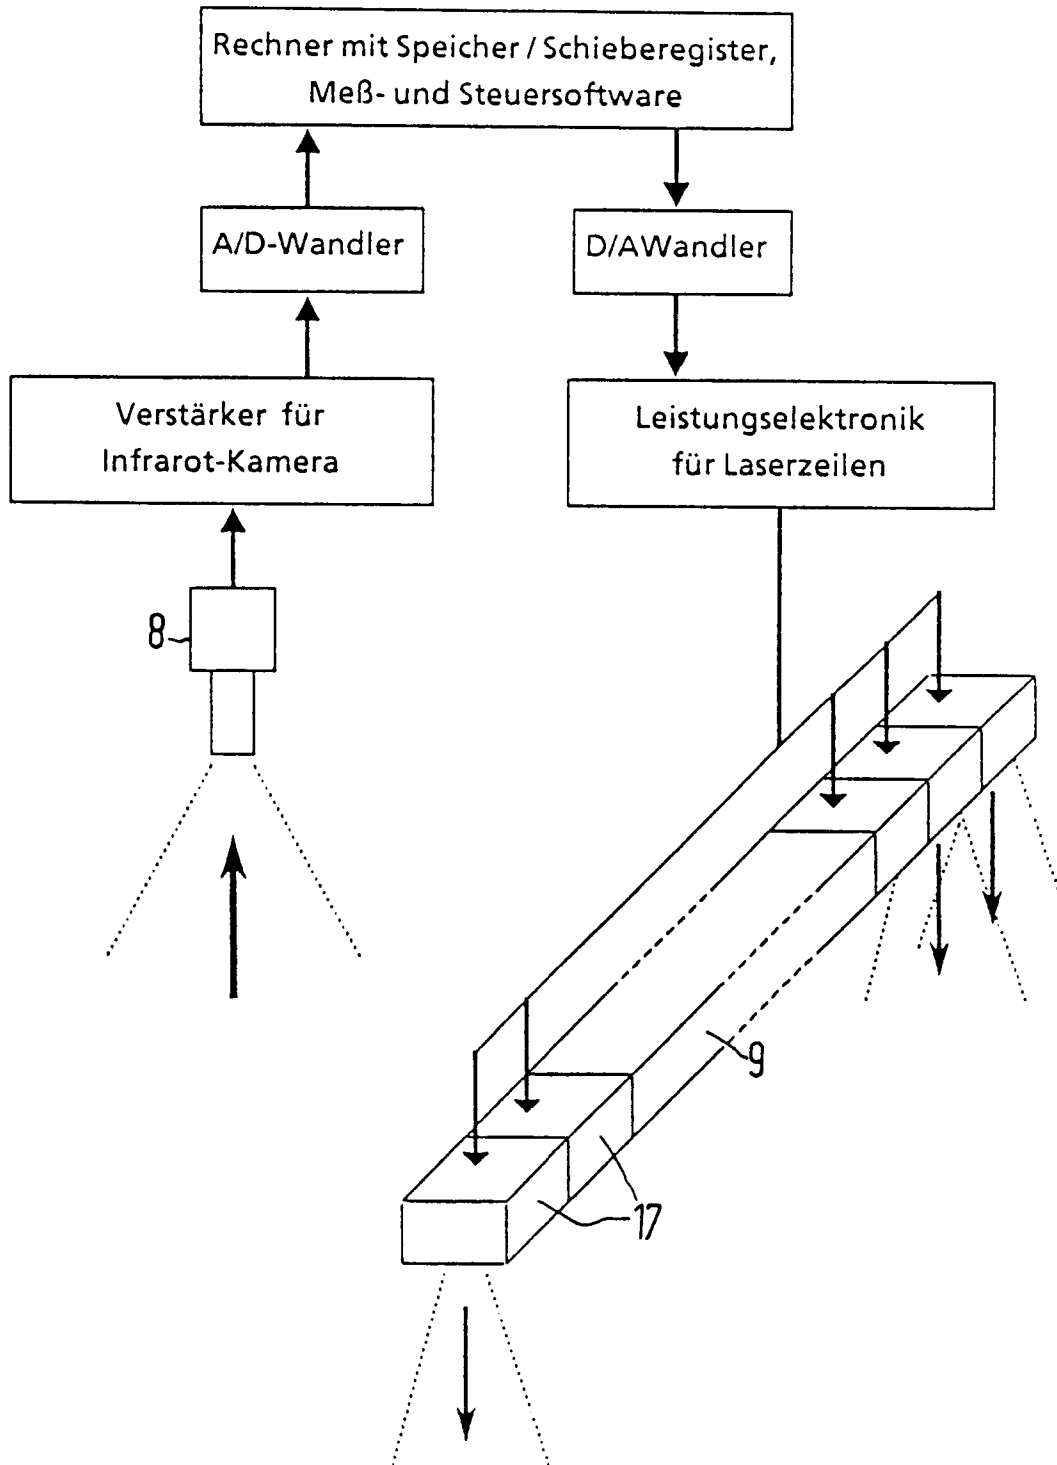 Rechner mit Speicher / Schieberegister,
Meß- und Steuersoftware
A/D-Wandler
D/AWandler
Verstärker für
Infrarot-Kamera
Leistungselektronik
für Laserzeilen
8
9
17